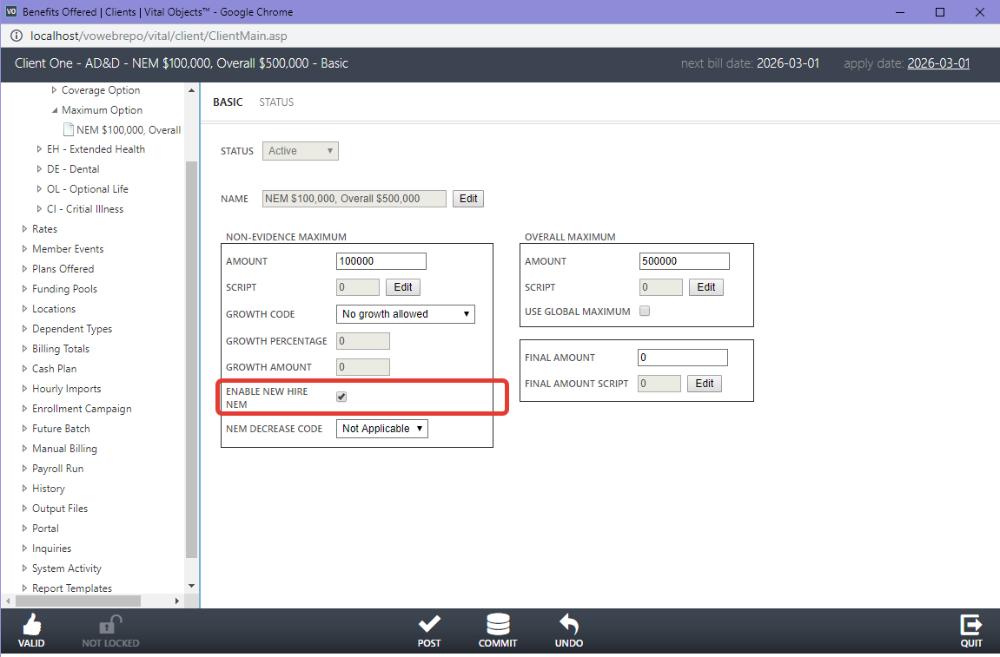 VO Benefits Offered | Clients | Vital Objects™ - Google Chrome
localhost/vowebrepo/vital/client/ClientMain.asp
Client One - AD&D - NEM $100,000, Overall $500,000 - Basic
next bill date: 2026-03-01 apply date: 2026-03-01
Coverage Option
Maximum Option
NEM $100,000, Overall
EH - Extended Health
DE - Dental
OL - Optional Life
CI - Critial Illness
Rates
Member Events
Plans Offered
Funding Pools
Locations
Dependent Types
Billing Totals
Cash Plan
Hourly Imports
Enrollment Campaign
Future Batch
Manual Billing
Payroll Run
History
Output Files
Portal
Inquiries
System Activity
Report Templates
BASIC STATUS
STATUS Active
NAME NEM $100,000, Overall $500,000 Edit
NON-EVIDENCE MAXIMUM
AMOUNT 100000
SCRIPT 0 Edit
GROWTH CODE No growth allowed
GROWTH PERCENTAGE 0
GROWTH AMOUNT 0
ENABLE NEW HIRE
NEM
NEM DECREASE CODE Not Applicable
OVERALL MAXIMUM
AMOUNT 500000
SCRIPT 0 Edit
USE GLOBAL MAXIMUM
FINAL AMOUNT 0
FINAL AMOUNT SCRIPT 0 Edit
VALID NOT LOCKED POST COMMIT UNDO QUIT